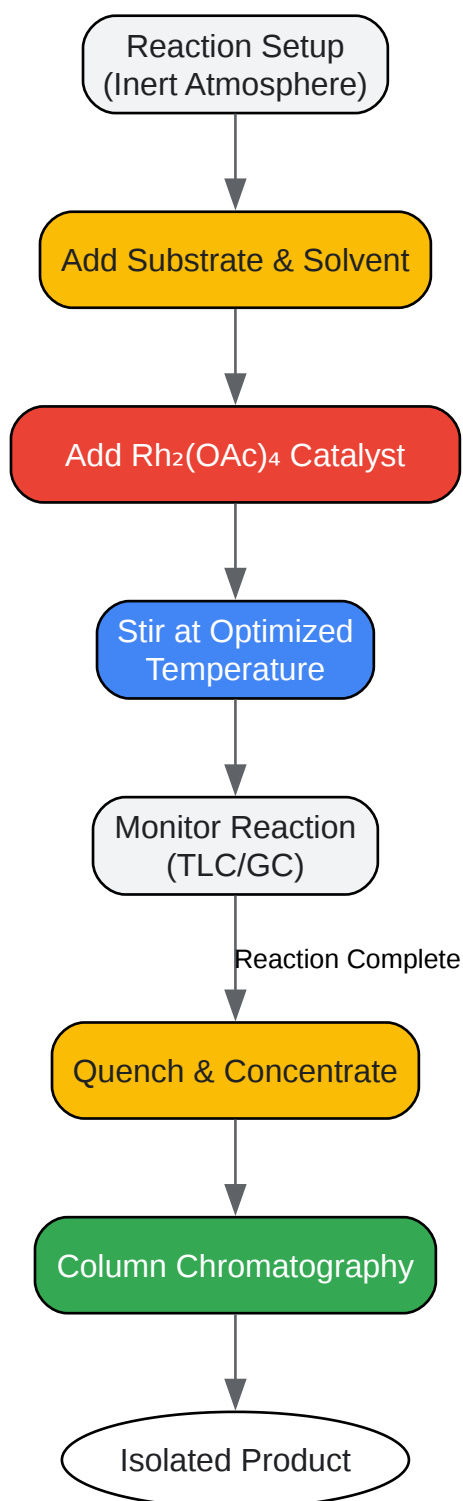 Reaction Setup
(Inert Atmosphere)
Add Substrate & Solvent
Add Rh₂(OAc)₄ Catalyst
Stir at Optimized
Temperature
Monitor Reaction
(TLC/GC)
Reaction Complete
Quench & Concentrate
Column Chromatography
Isolated Product